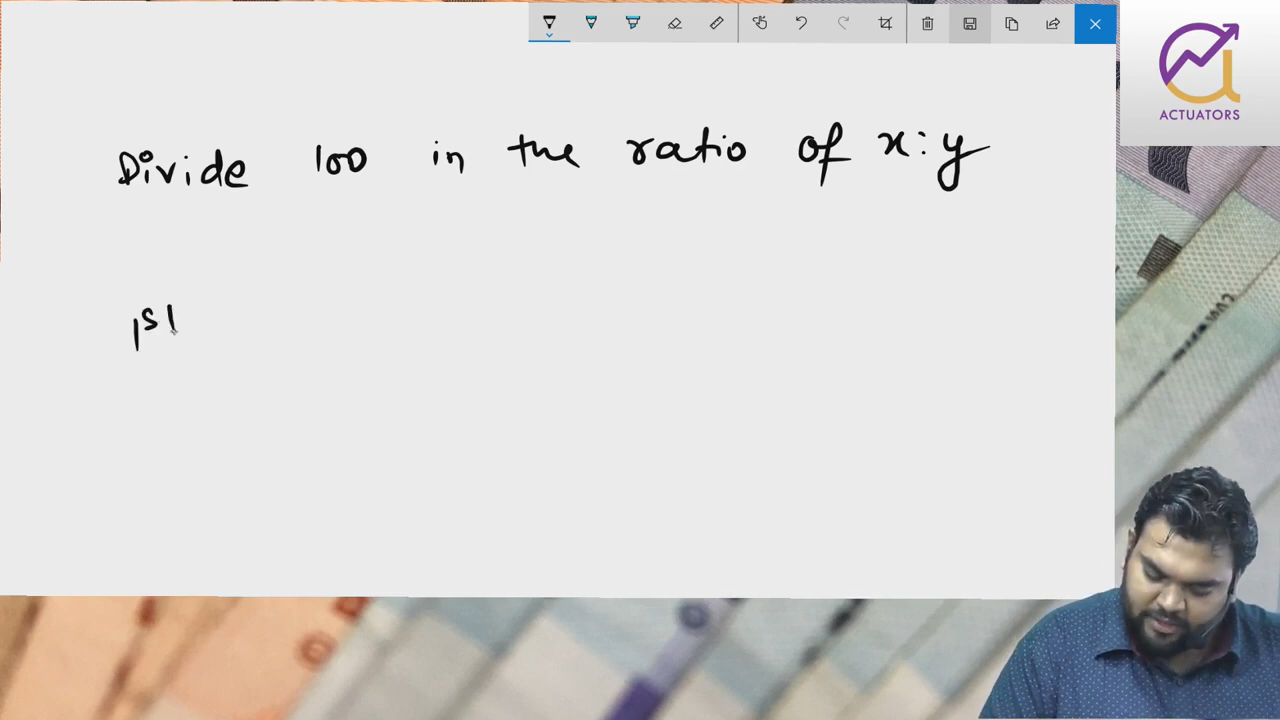 ACTUATORS
Divide 100 in the ratio of x:y
1st